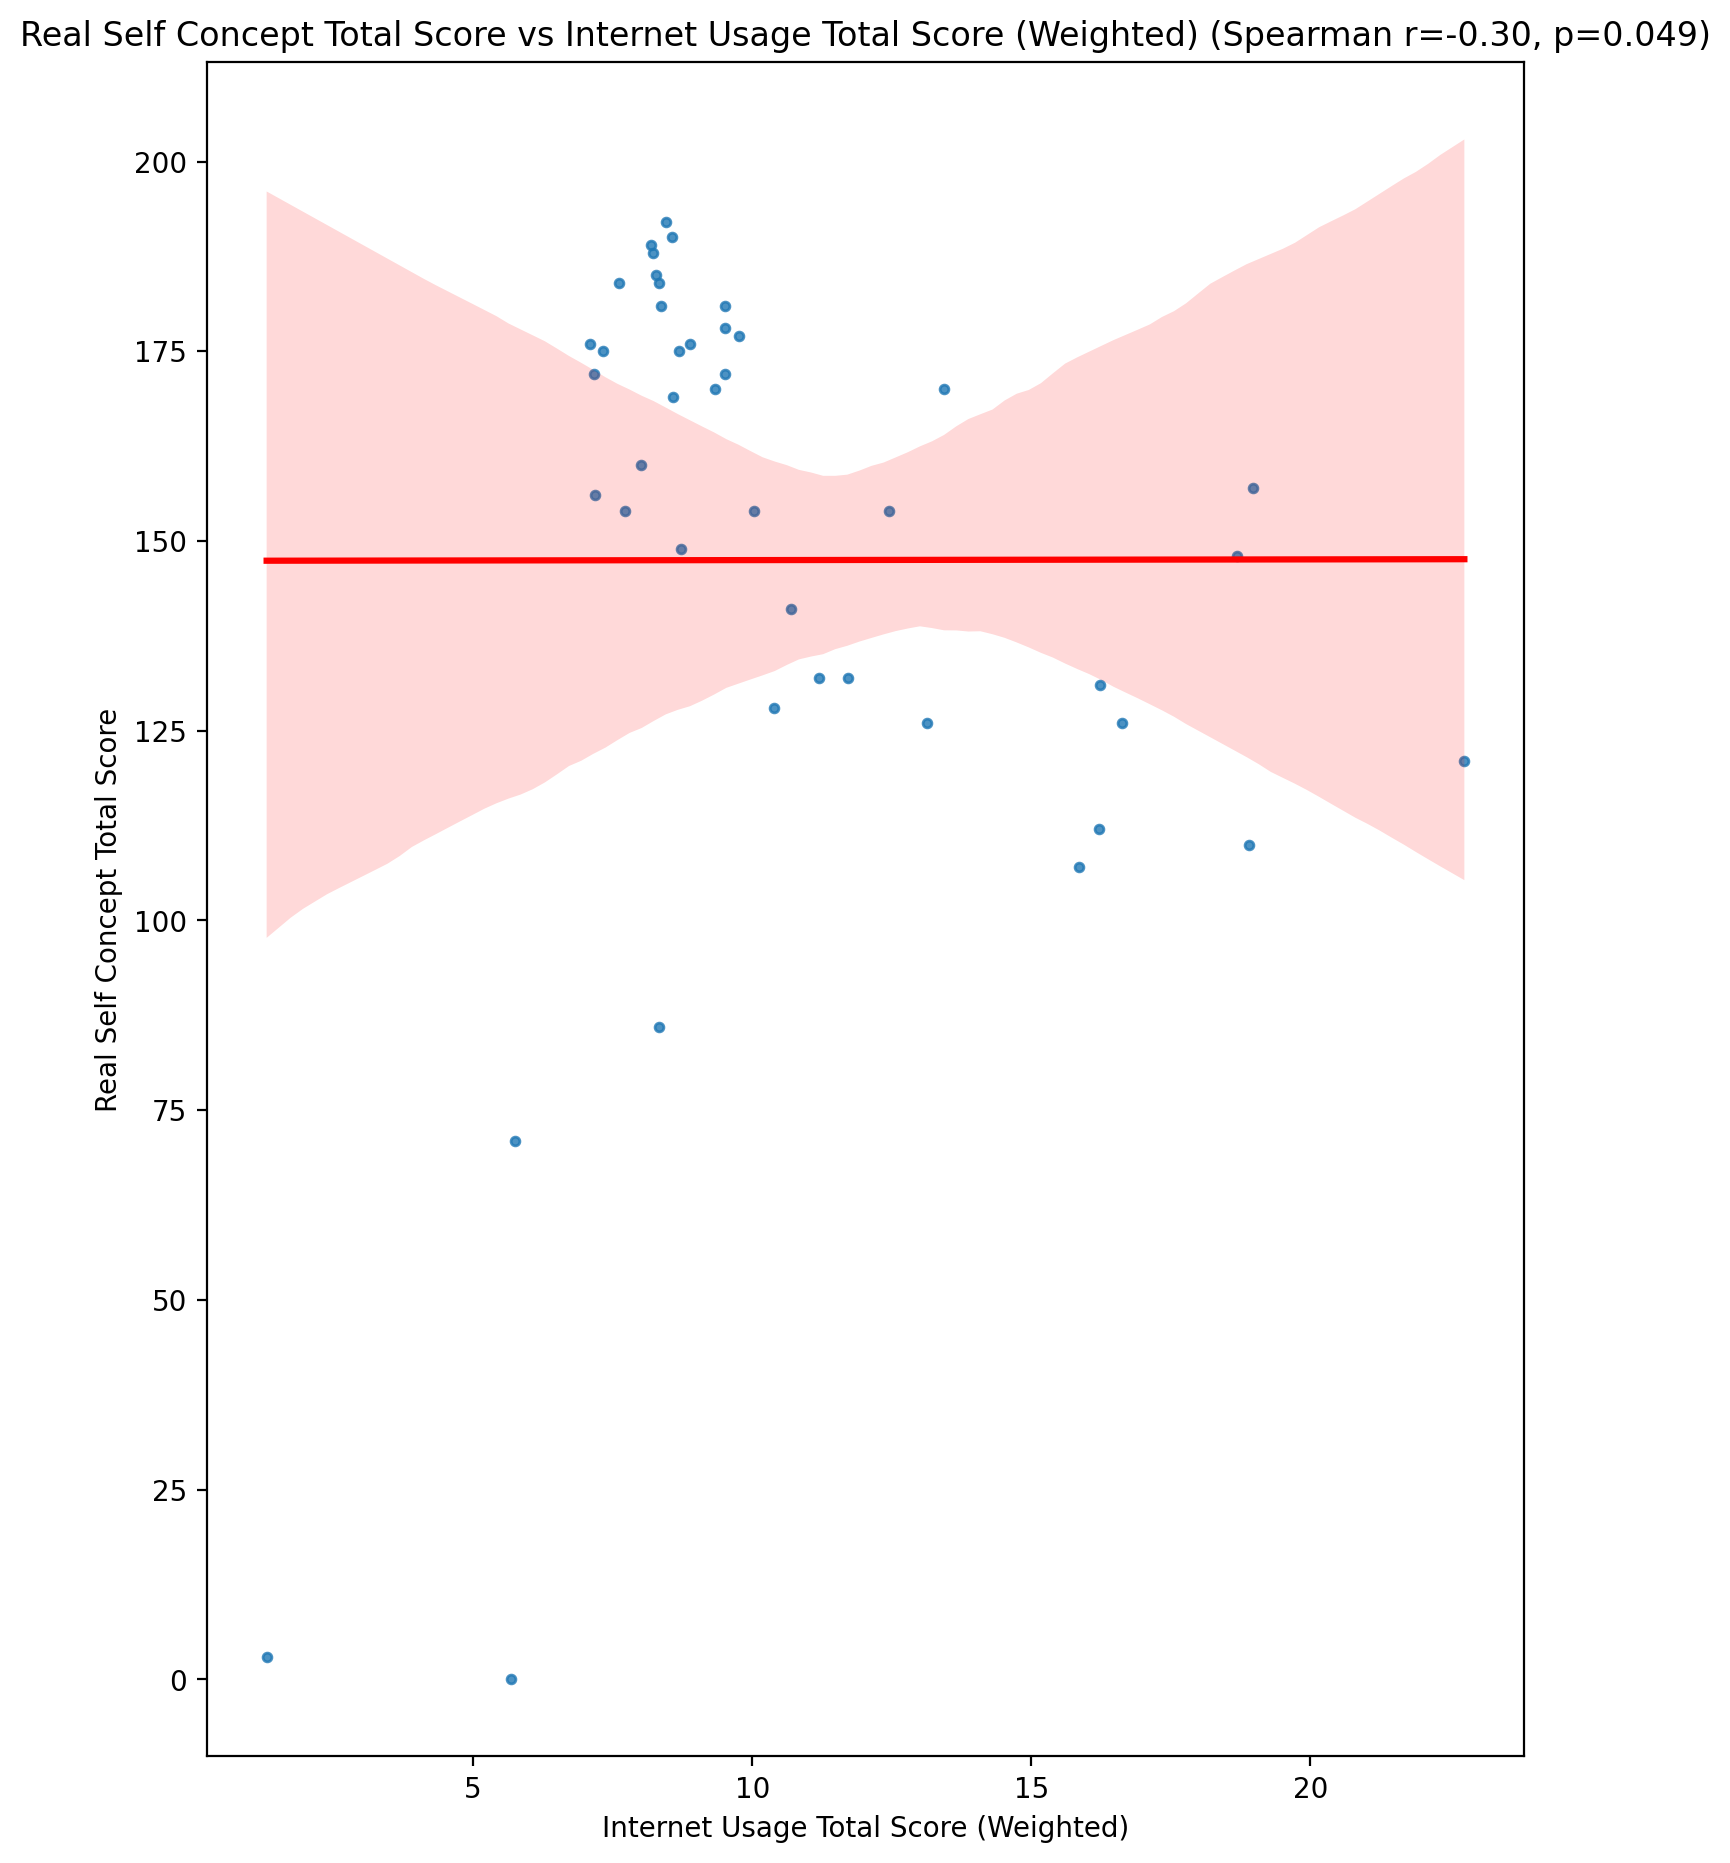 Real Self Concept Total Score vs Internet Usage Total Score (Weighted) (Spearman r=-0.30, p=0.049)
200
175
150
125
100
75
50
25
0
Real Self Concept Total Score
5 10 15 20
Internet Usage Total Score (Weighted)